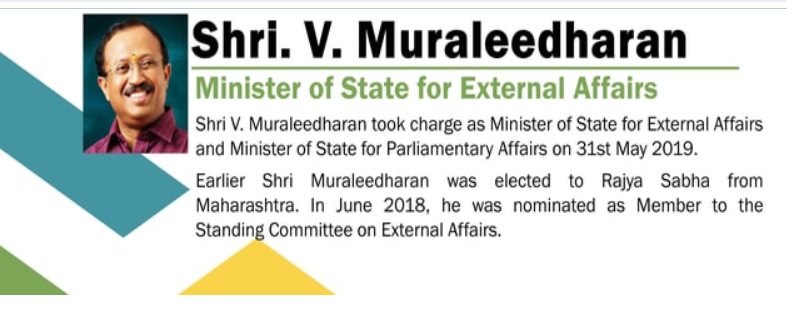 Shri. V. Muraleedharan
Minister of State for External Affairs
Shri V. Muraleedharan took charge as Minister of State for External Affairs
and Minister of State for Parliamentary Affairs on 31st May 2019.
Earlier Shri Muraleedharan was elected to Rajya Sabha from
Maharashtra. In June 2018, he was nominated as Member to the
Standing Committee on External Affairs.